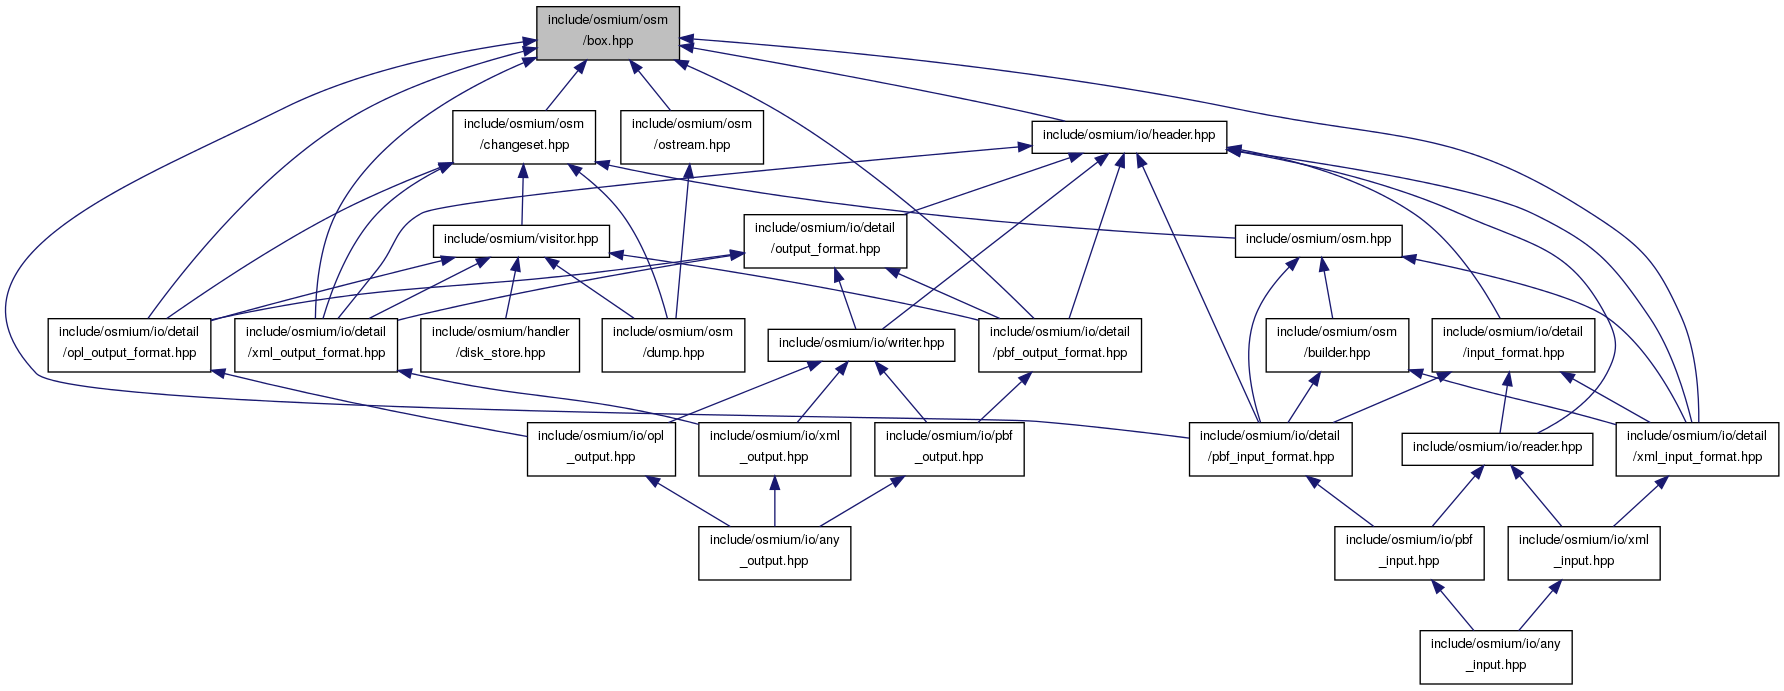 include/osmium/osm
/box.hpp
include/osmium/osm
/changeset.hpp
include/osmium/osm
/ostream.hpp
include/osmium/io/header.hpp
include/osmium/visitor.hpp
include/osmium/io/detail
/output_format.hpp
include/osmium/osm.hpp
include/osmium/io/detail
/opl_output_format.hpp
include/osmium/io/detail
/xml_output_format.hpp
include/osmium/handler
/disk_store.hpp
include/osmium/osm
/dump.hpp
include/osmium/io/writer.hpp
include/osmium/io/detail
/pbf_output_format.hpp
include/osmium/osm
/builder.hpp
include/osmium/io/detail
/input_format.hpp
include/osmium/io/opl
_output.hpp
include/osmium/io/xml
_output.hpp
include/osmium/io/pbf
_output.hpp
include/osmium/io/detail
/pbf_input_format.hpp
include/osmium/io/reader.hpp
include/osmium/io/detail
/xml_input_format.hpp
include/osmium/io/any
_output.hpp
include/osmium/io/pbf
_input.hpp
include/osmium/io/xml
_input.hpp
include/osmium/io/any
_input.hpp